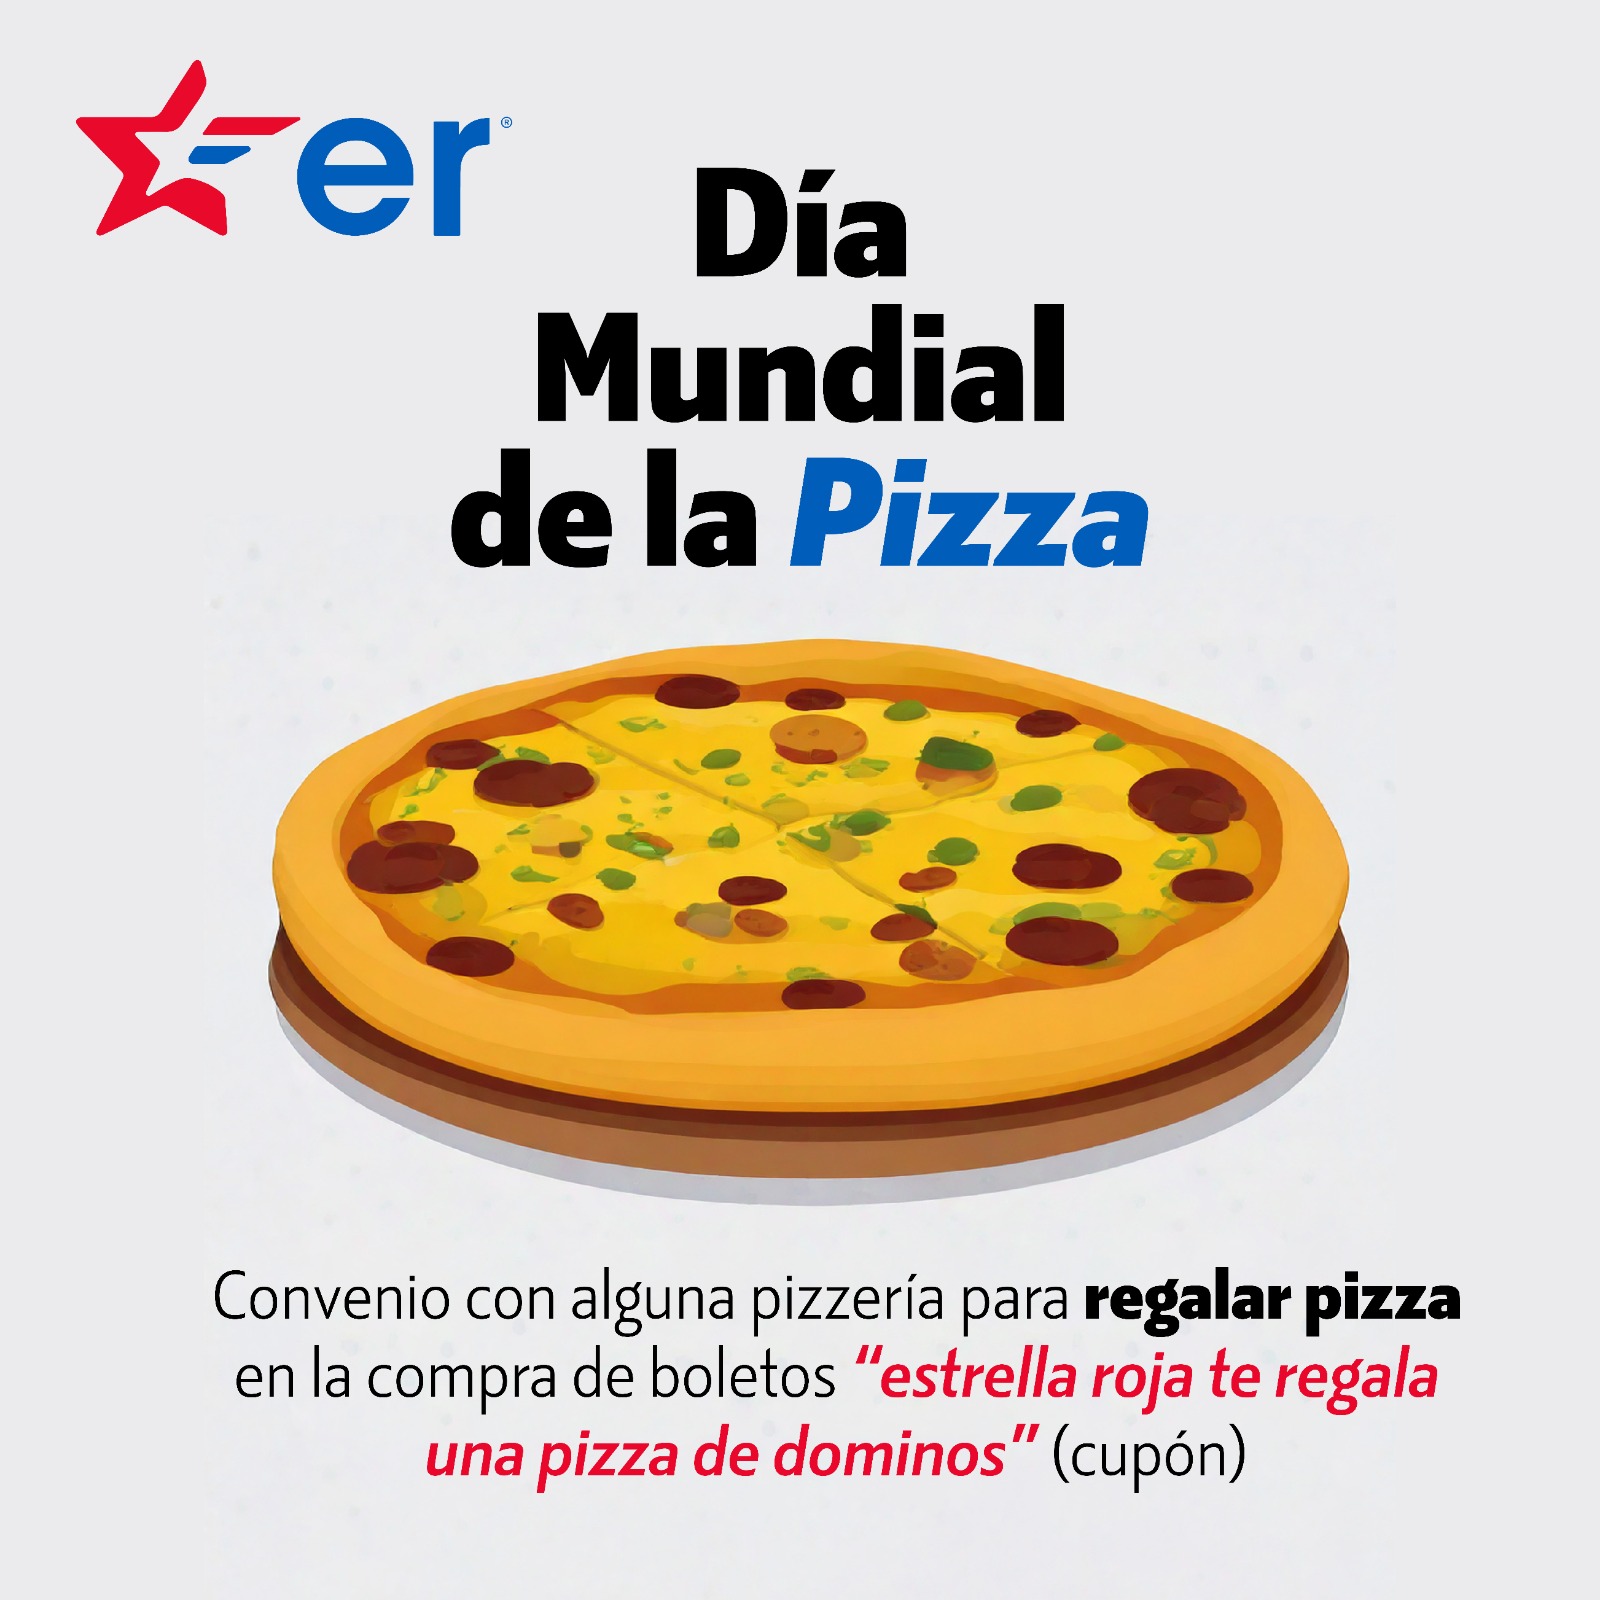 er®
Día
Mundial
de la Pizza
Convenio con alguna pizzería para regalar pizza
en la compra de boletos “estrella roja te regala
una pizza de dominos” (cupón)